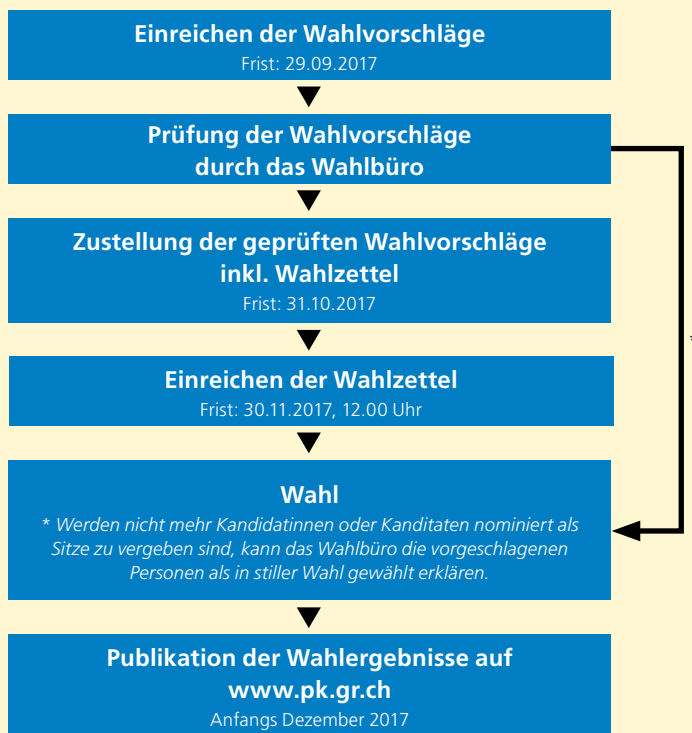 Einreichen der Wahlvorschläge
Frist: 29.09.2017
Prüfung der Wahlvorschläge
durch das Wahlbüro
Zustellung der geprüften Wahlvorschläge
inkl. Wahlzettel
Frist: 31.10.2017
*
Einreichen der Wahlzettel
Frist: 30.11.2017, 12.00 Uhr
Wahl
* Werden nicht mehr Kandidatinnen oder Kanditaten nominiert als
Sitze zu vergeben sind, kann das Wahlbüro die vorgeschlagenen
Personen als in stiller Wahl gewählt erklären.
Publikation der Wahlergebnisse auf
www.pk.gr.ch
Anfangs Dezember 2017